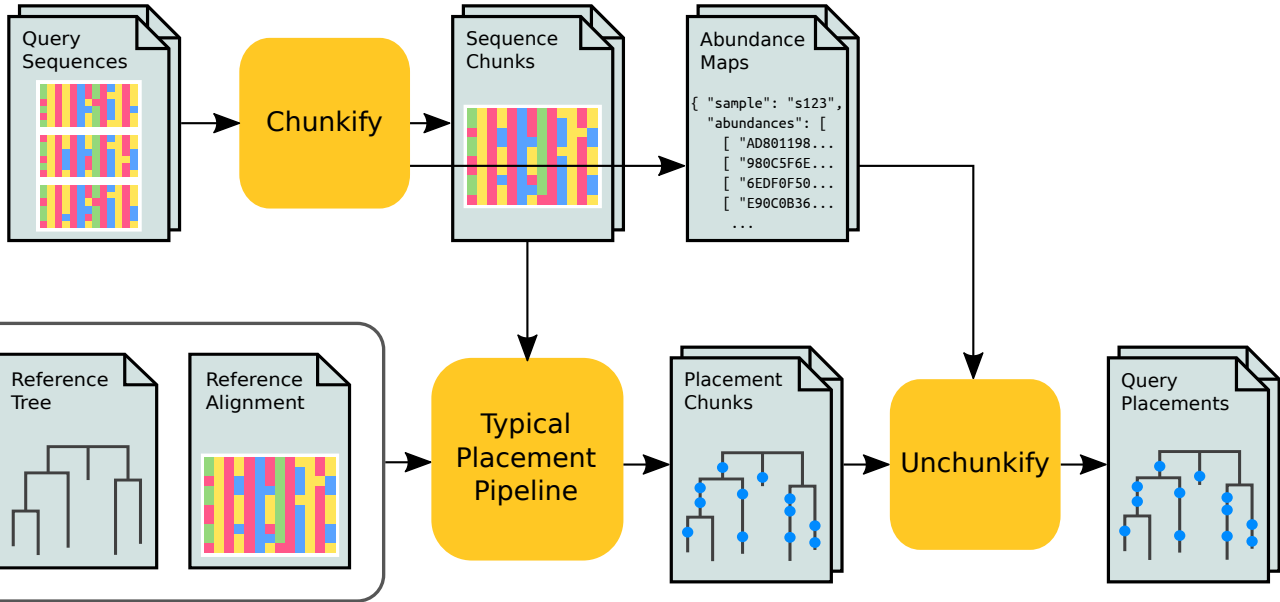 Query
Sequences
Chunkify
Sequence
Chunks
Abundance
Maps
{ "sample": "s123",
"abundances": [
[ "AD801198...
[ "980C5F6E...
[ "6EDF0F50...
[ "E90C0B36...
...
Reference
Tree
Reference
Alignment
Typical
Placement
Pipeline
Placement
Chunks
Unchunkify
Query
Placements